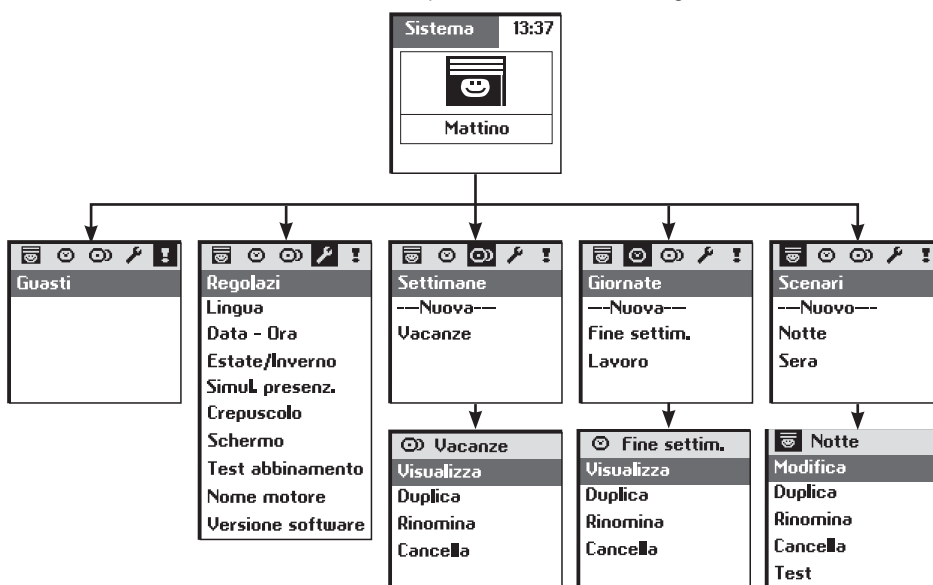 Sistema 13:37
Mattino
Guasti
Regolazi
Lingua
Data - Ora
Estate/Inverno
Simul. presenz.
Crepuscolo
Schermo
Test abbinamento
Nome motore
Versione software
Settimane
---Nuova---
Vacanze
Giornate
---Nuova---
Fine settim.
Lavoro
Scenari
---Nuovo---
Notte
Sera
Vacanze
Visualizza
Duplica
Rinomina
Cancella
Fine settim.
Visualizza
Duplica
Rinomina
Cancella
Notte
Modifica
Duplica
Rinomina
Cancella
Test